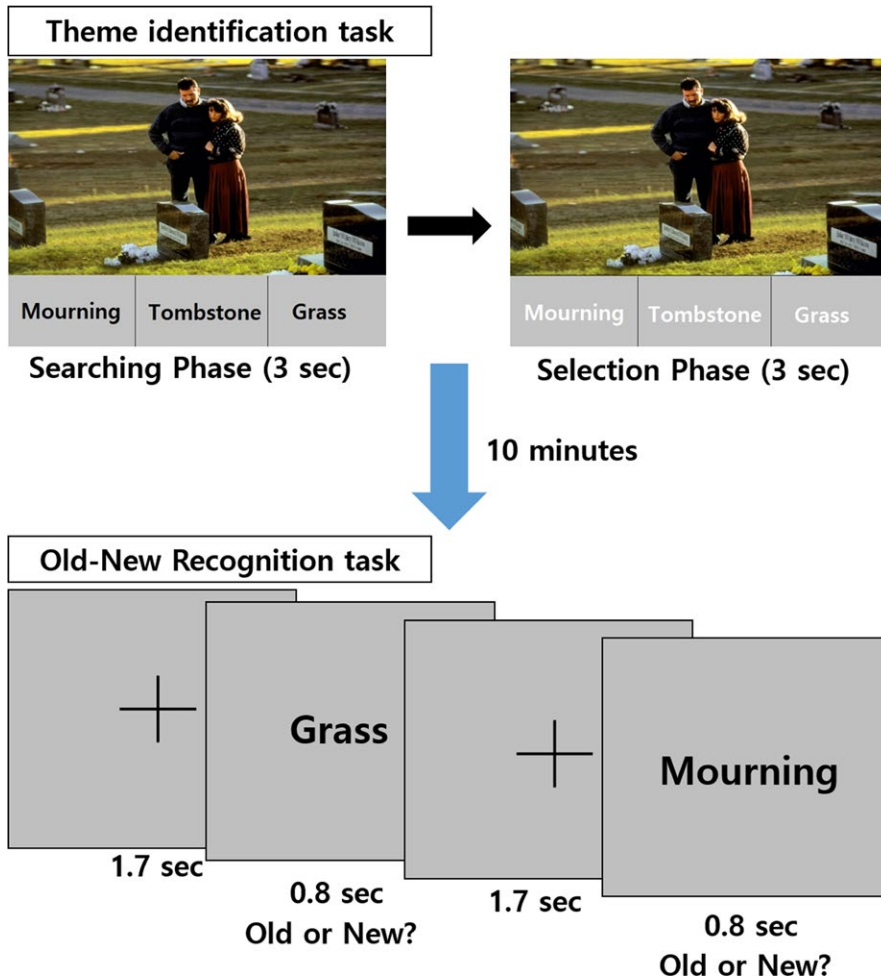 Theme identification task
Mourning Tombstone Grass
Mourning Tombstone Grass
Searching Phase (3 sec)
Selection Phase (3 sec)
10 minutes
Old-New Recognition task
Grass
Mourning
1.7 sec
0.8 sec
Old or New?
1.7 sec
0.8 sec
Old or New?